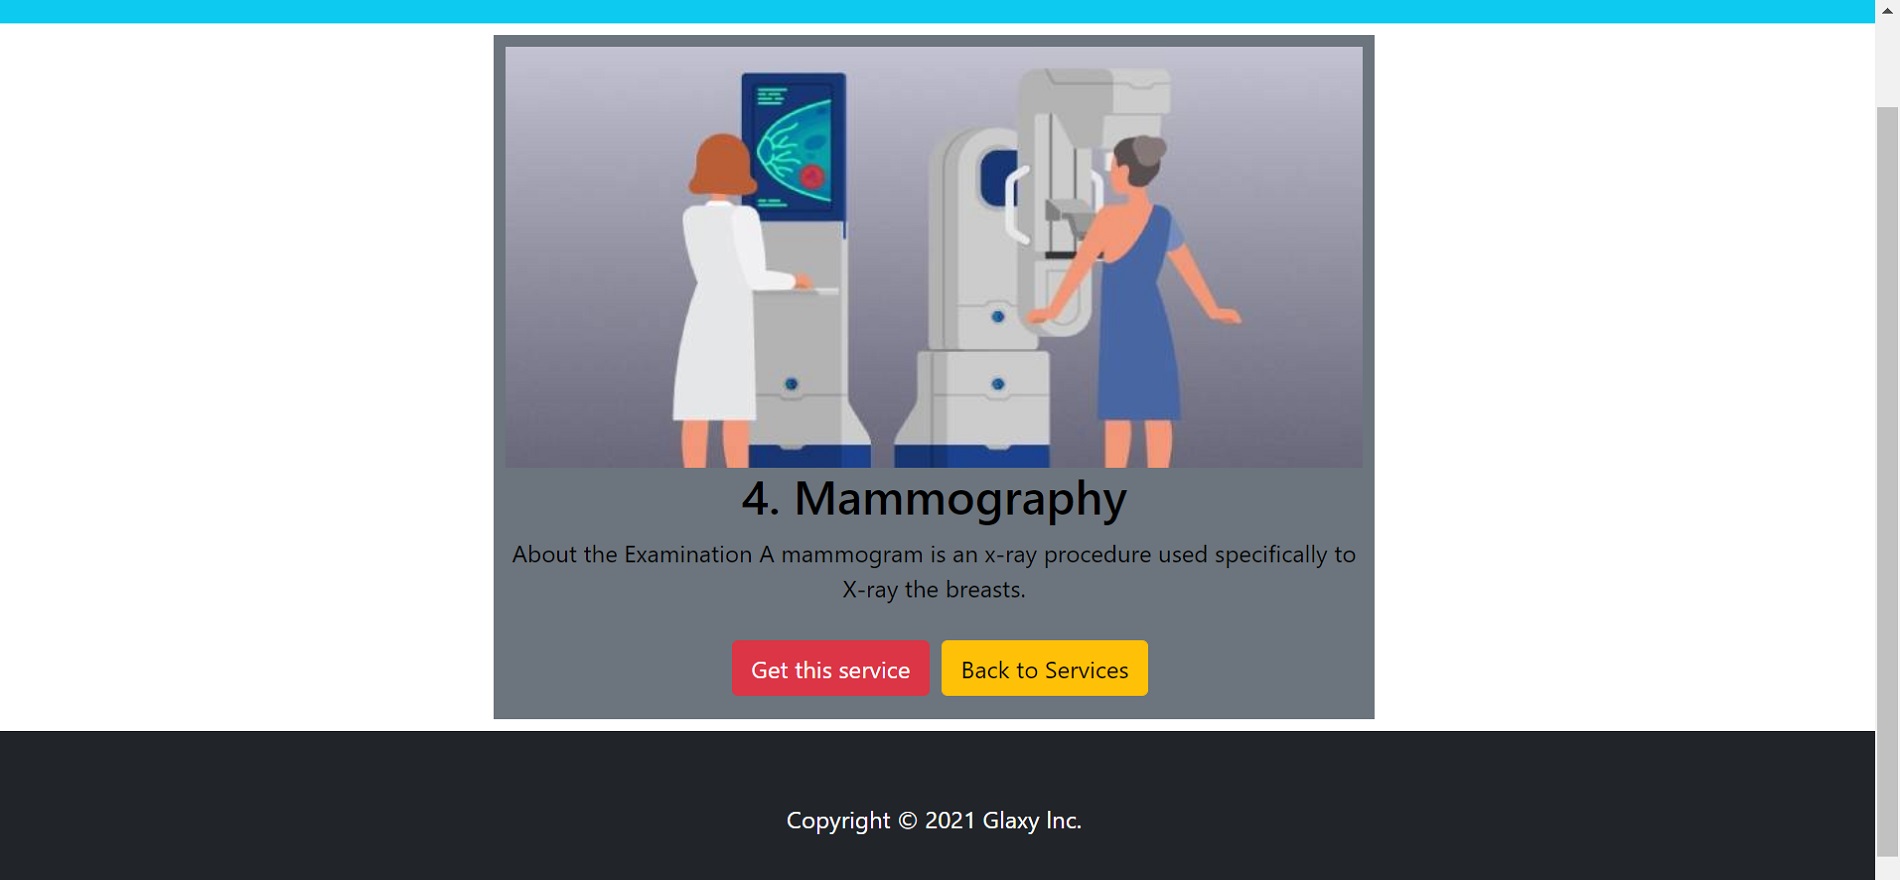 4. Mammography
About the Examination A mammogram is an x-ray procedure used specifically to
X-ray the breasts.
Get this service
Back to Services
Copyright © 2021 Glaxy Inc.